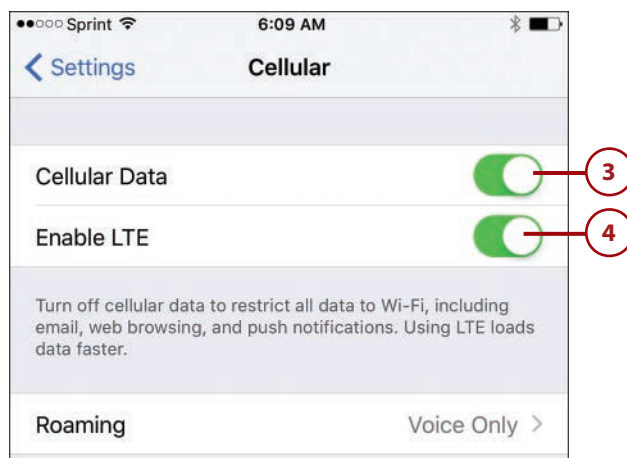 Sprint 6:09 AM
Settings Cellular
Cellular Data 3
Enable LTE 4
Turn off cellular data to restrict all data to Wi-Fi, including
email, web browsing, and push notifications. Using LTE loads
data faster.
Roaming Voice Only